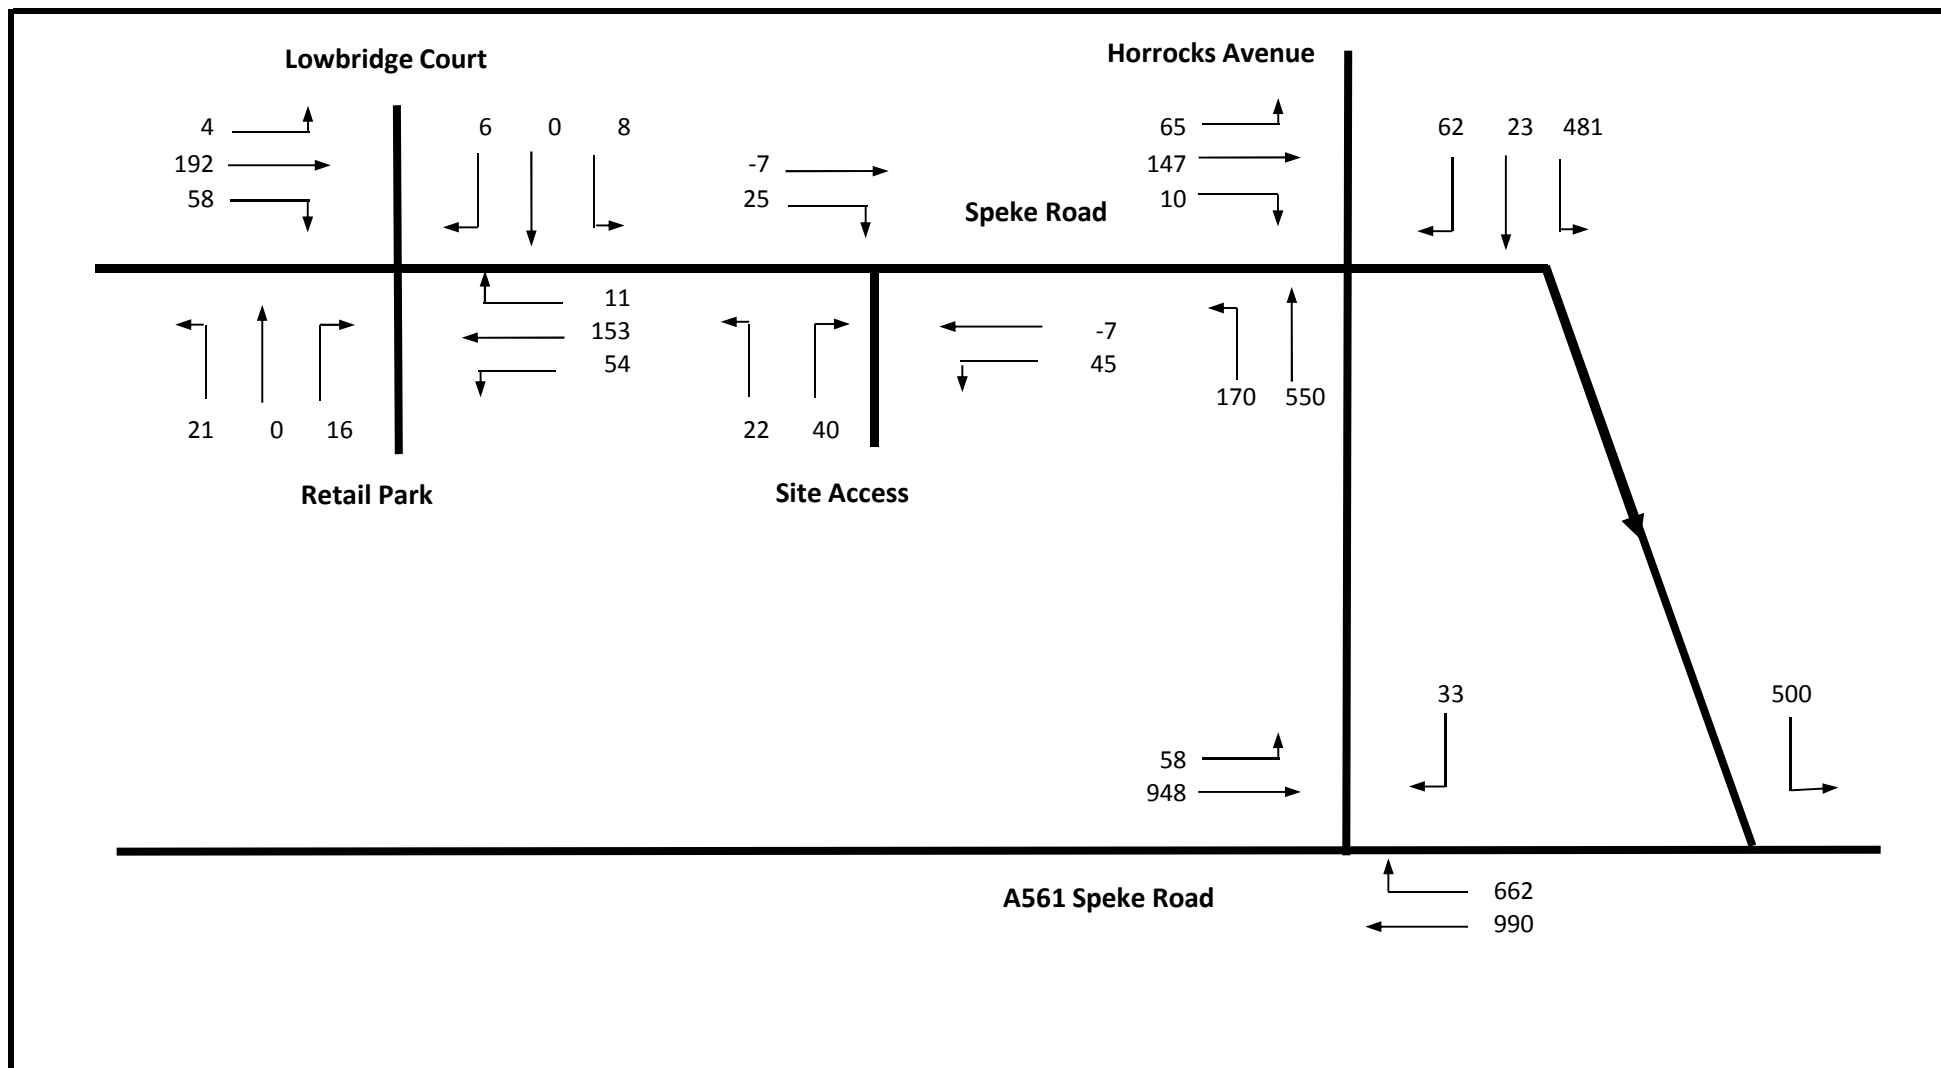 Lowbridge Court
Horrocks Avenue
4
6 0 8
65
62 23 481
192
-7
147
58
25
10
Speke Road
11
153
-7
54
45
170 550
21 0 16
22 40
Retail Park
Site Access
33
500
58
948
A561 Speke Road
662
990